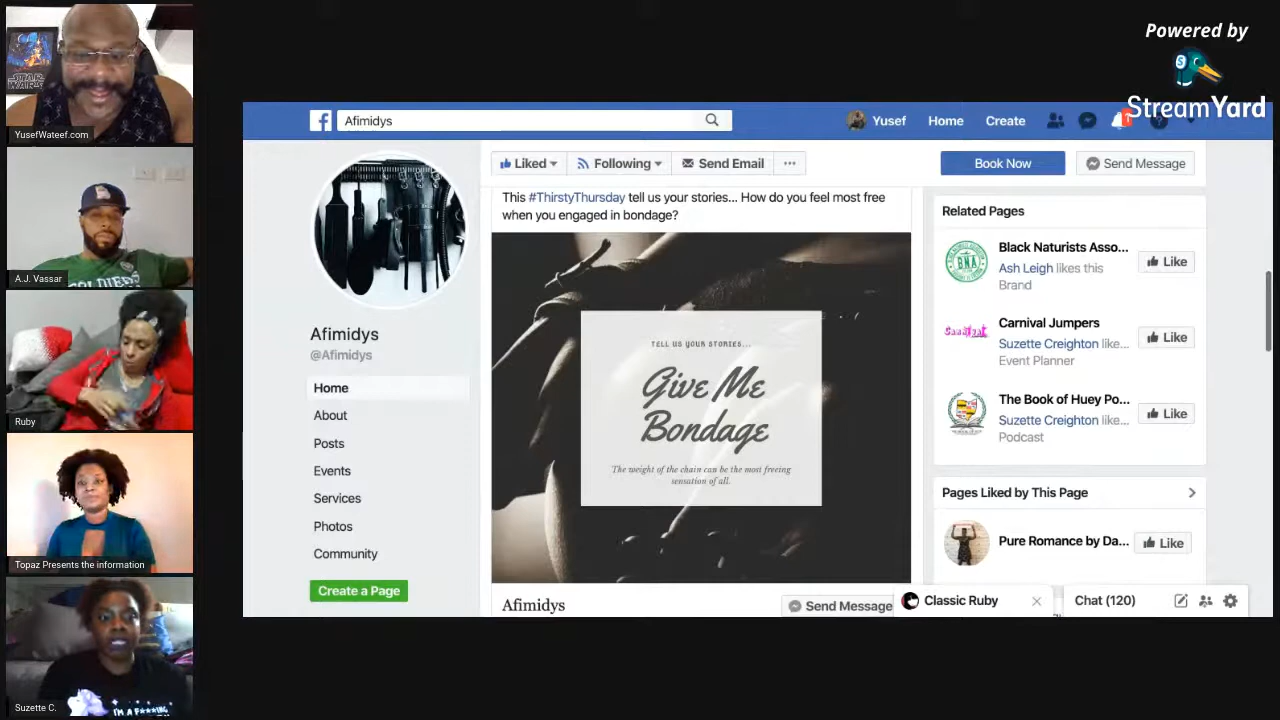 STAR WARS
YusefWateef.com
A.J. Vassar
SOLDIERS
Ruby
Topaz Presents the information
Suzette C.
I'M A F***ING
Powered by
StreamYard
Afimidys
Yusef
Home
Create
Liked
Following
Send Email
Book Now
Send Message
This #ThirstyThursday tell us your stories... How do you feel most free
when you engaged in bondage?
TELL US YOUR STORIES...
Give Me
Bondage
The weight of the chain can be the most freeing
sensation of all.
Afimidys
Send Message
Afimidys
@Afimidys
Home
About
Posts
Events
Services
Photos
Community
Create a Page
Related Pages
BNA
Black Naturists Asso...
Ash Leigh likes this
Brand
Like
Carnival Jumpers
Suzette Creighton like...
Event Planner
Like
The Book of Huey Po...
Suzette Creighton like...
Podcast
Like
Pages Liked by This Page
Pure Romance by Da...
Like
Classic Ruby
Chat (120)